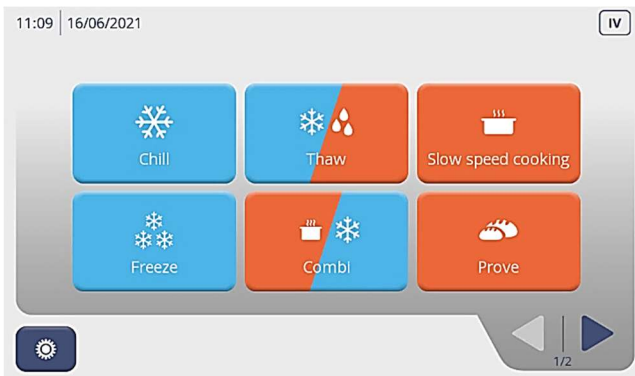 11:09 16/06/2021
IV
Chill
Thaw
Slow speed cooking
Freeze
Combi
Prove
1/2